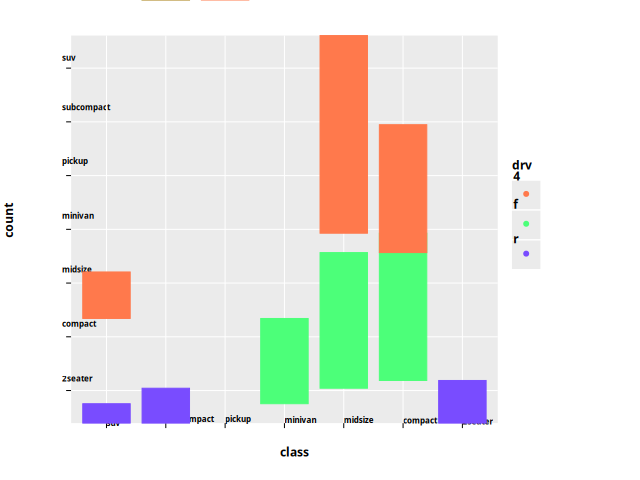 suv
subcompact
pickup
minivan
midsize
compact
2seater
count
pickup
minivan
midsize
compact
class
drv
4
f
r